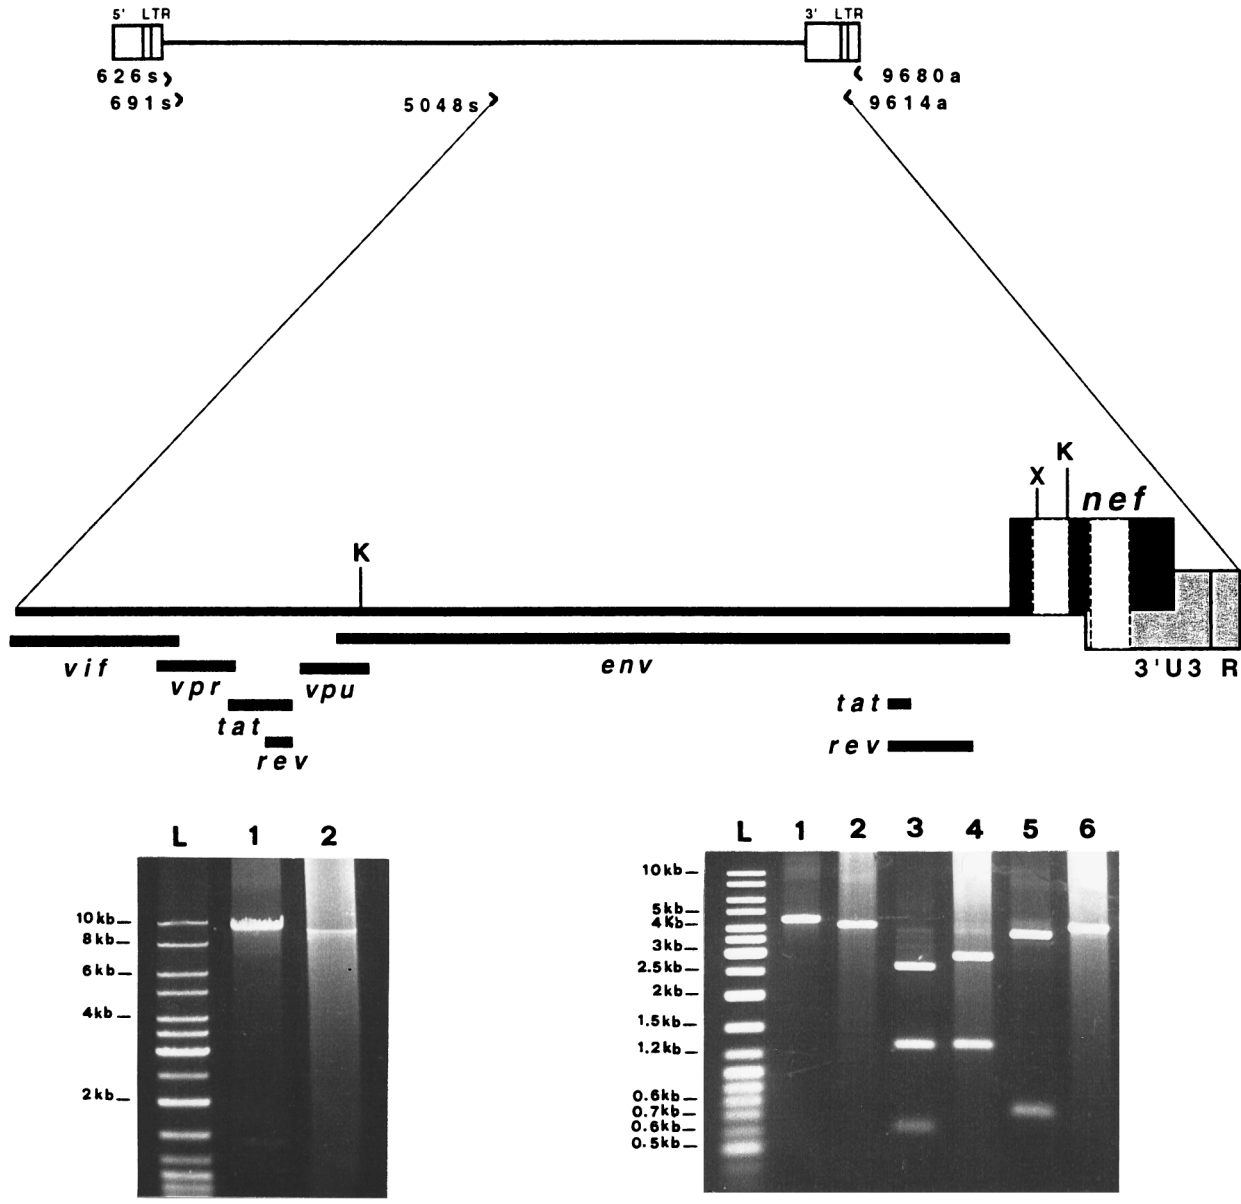 5' LTR 3' LTR
626s 9680a
691s 5048s 9614a
K
X
nef
K
vif env 3'U3 R
vpr vpu
tat tat
rev rev
L 1 2
10kb
8kb
6kb
4kb
2kb
L 1 2 3 4 5 6
10kb
5kb
4Kb
3kb
2.5kb
2kb
1.5kb
1.2kb
0.6kb
0.7kb
0.6kb
0.5kb